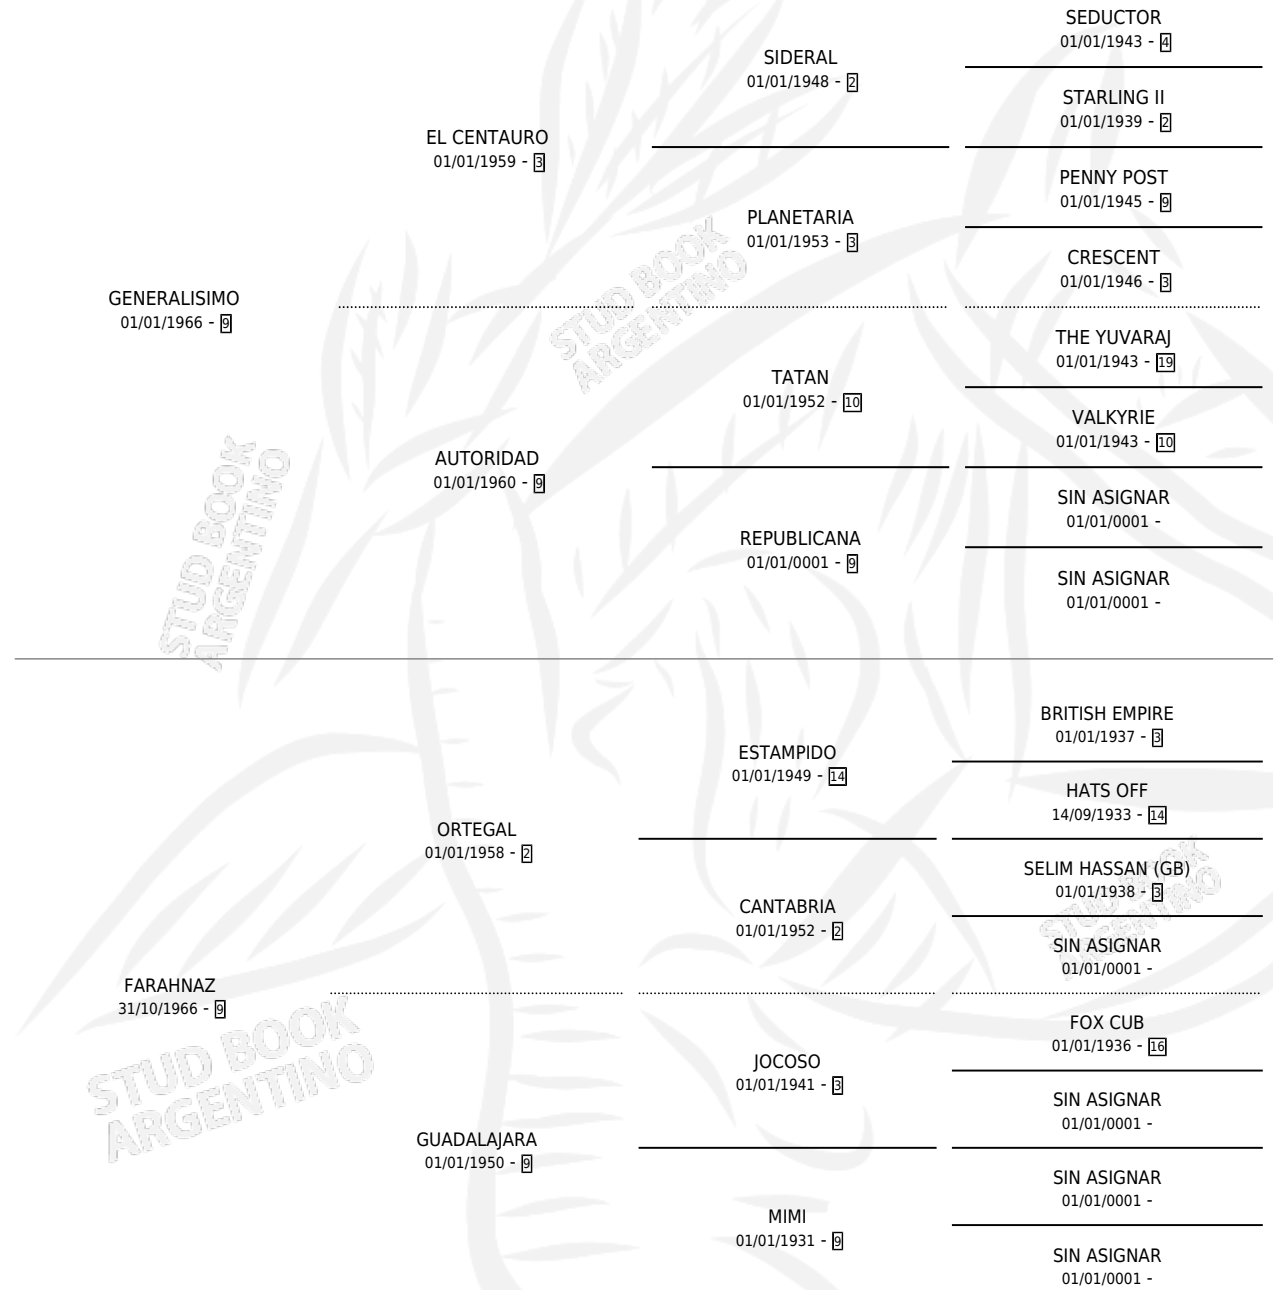 SEDUCTOR
01/01/1943 - 4
SIDERAL
01/01/1948 - 2
STARLING II
01/01/1939 - 2
EL CENTAURO
01/01/1959 - 3
PENNY POST
01/01/1945 - 9
PLANETARIA
01/01/1953 - 3
CRESCENT
01/01/1946 - 3
GENERALISIMO
01/01/1966 - 9
THE YUVARAJ
01/01/1943 - 19
TATAN
01/01/1952 - 10
VALKYRIE
01/01/1943 - 10
AUTORIDAD
01/01/1960 - 9
SIN ASIGNAR
01/01/0001 -
REPUBLICANA
01/01/0001 - 9
SIN ASIGNAR
01/01/0001 -
STUD BOOK
ARGENTINO
STUD BOOK
ARGENTINO
BRITISH EMPIRE
01/01/1937 - 3
ESTAMPIDO
01/01/1949 - 14
HATS OFF
14/09/1933 - 14
ORTEGAL
01/01/1958 - 2
SELIM HASSAN (GB)
01/01/1938 - 3
CANTABRIA
01/01/1952 - 2
SIN ASIGNAR
01/01/0001 -
FARAHNAZ
31/10/1966 - 9
FOX CUB
01/01/1936 - 16
JOCOSO
01/01/1941 - 3
SIN ASIGNAR
01/01/0001 -
GUADALAJARA
01/01/1950 - 9
SIN ASIGNAR
01/01/0001 -
MIMI
01/01/1931 - 9
SIN ASIGNAR
01/01/0001 -
STUD BOOK
ARGENTINO
STUD BOOK
ARGENTINO